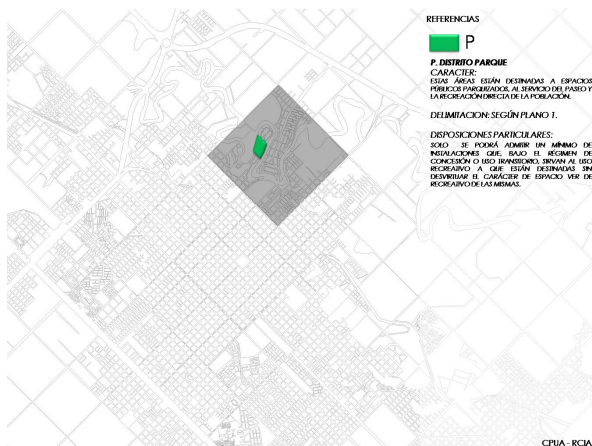 REFERENCIAS
P
P. DISTRITO PARQUE
CARACTER:
ESTAS ÁREAS ESTÁN DESTINADAS A ESPACIOS
PÚBLICOS PARQUIZADOS, AL SERVICIO DEL PASEO Y
LA RECREACIÓN DIRECTA DE LA POBLACIÓN.
DELIMITACION: SEGÚN PLANO 1.
DISPOSICIONES PARTICULARES:
SOLO SE PODRÁ ADMITIR UN MÍNIMO DE
INSTALACIONES QUE, BAJO EL RÉGIMEN DE
CONCESIÓN O USO TRANSITORIO, SIRVAN AL USO
RECREATIVO A QUE ESTÁN DESTINADAS SIN
DESVIRTUAR EL CARÁCTER DE ESPACIO VER DE
RECREATIVO DE LAS MISMAS.
CPUA - RCIA